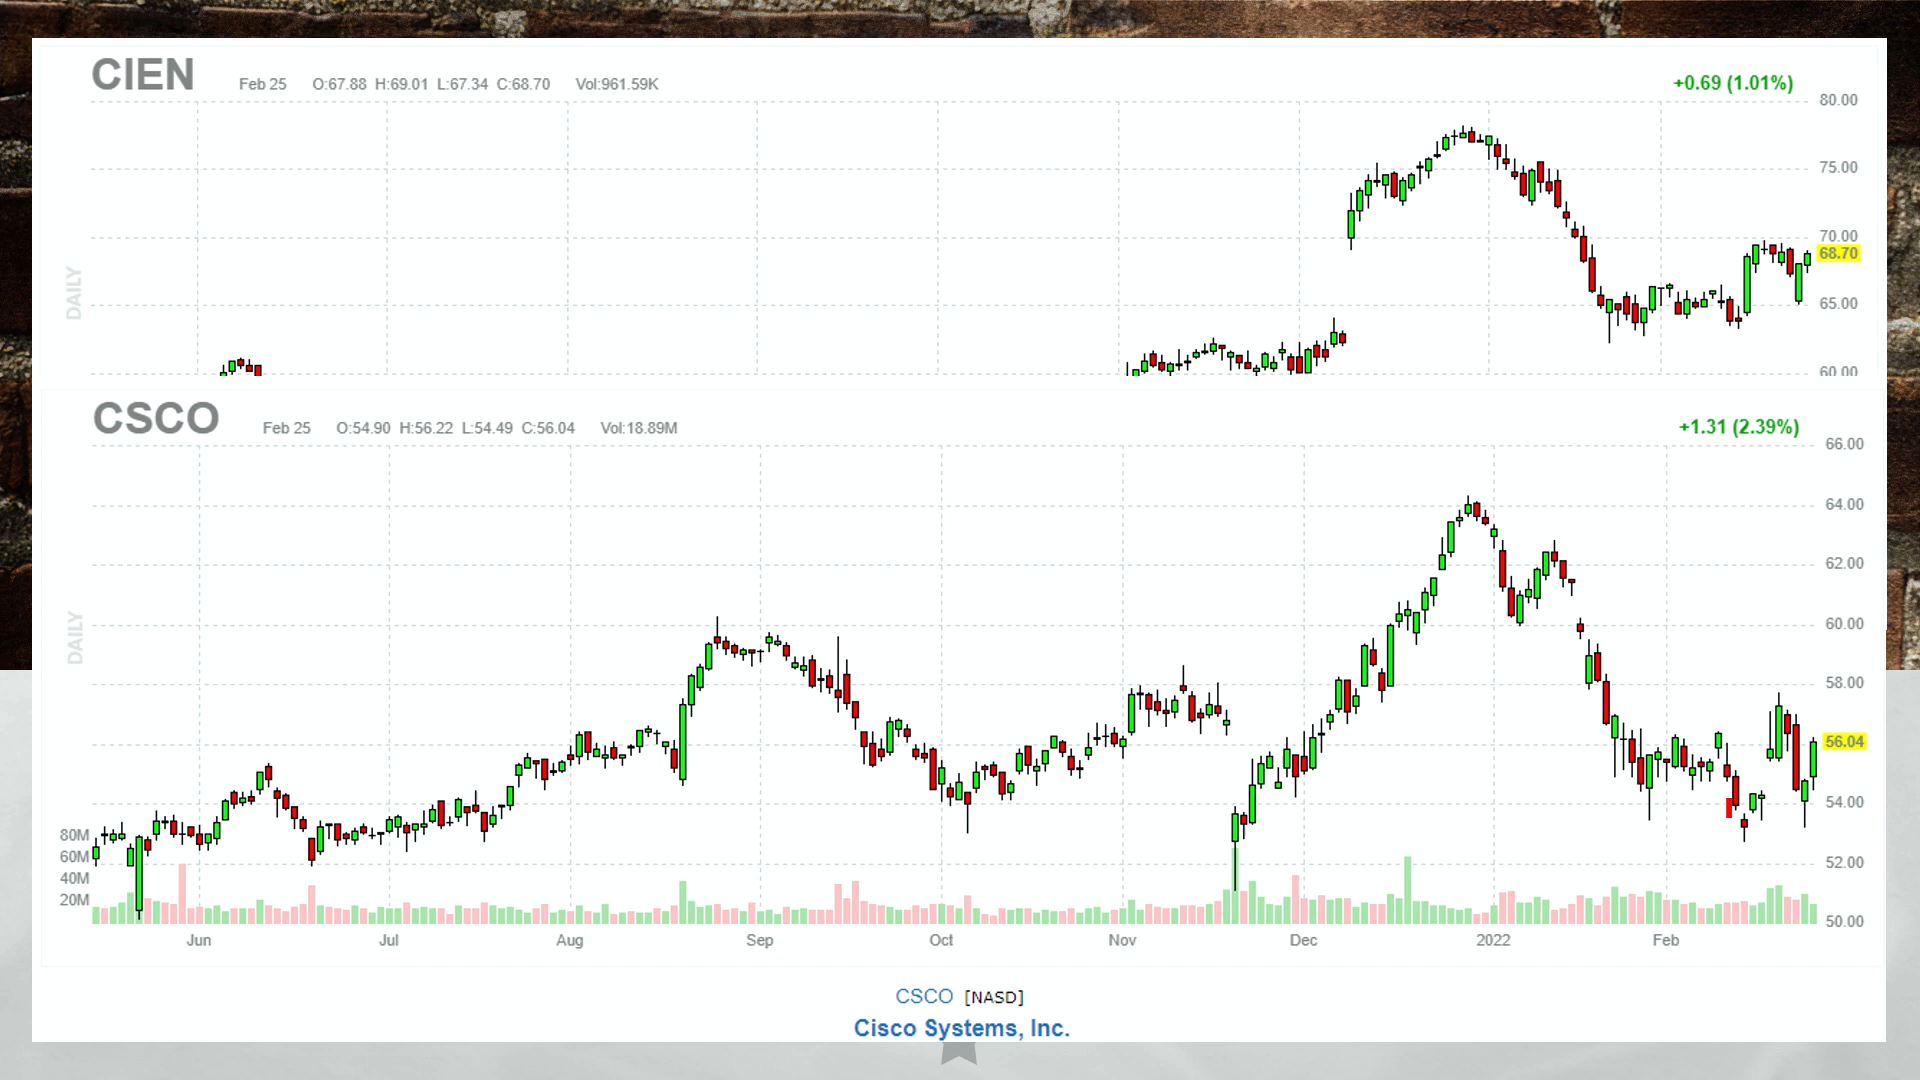 CIEN Feb 25 O:67.88 H:69.01 L:67.34 C:68.70 Vol:961.59K +0.69 (1.01%)
80.00
75.00
70.00
68.70
65.00
60.00
DAILY
CSCO Feb 25 O:54.90 H:56.22 L:54.49 C:56.04 Vol:18.89M +1.31 (2.39%)
66.00
64.00
62.00
60.00
58.00
56.04
54.00
52.00
50.00
DAILY
80M
60M
40M
20M
Jun Jul Aug Sep Oct Nov Dec 2022 Feb
CSCO [NASD]
Cisco Systems, Inc.